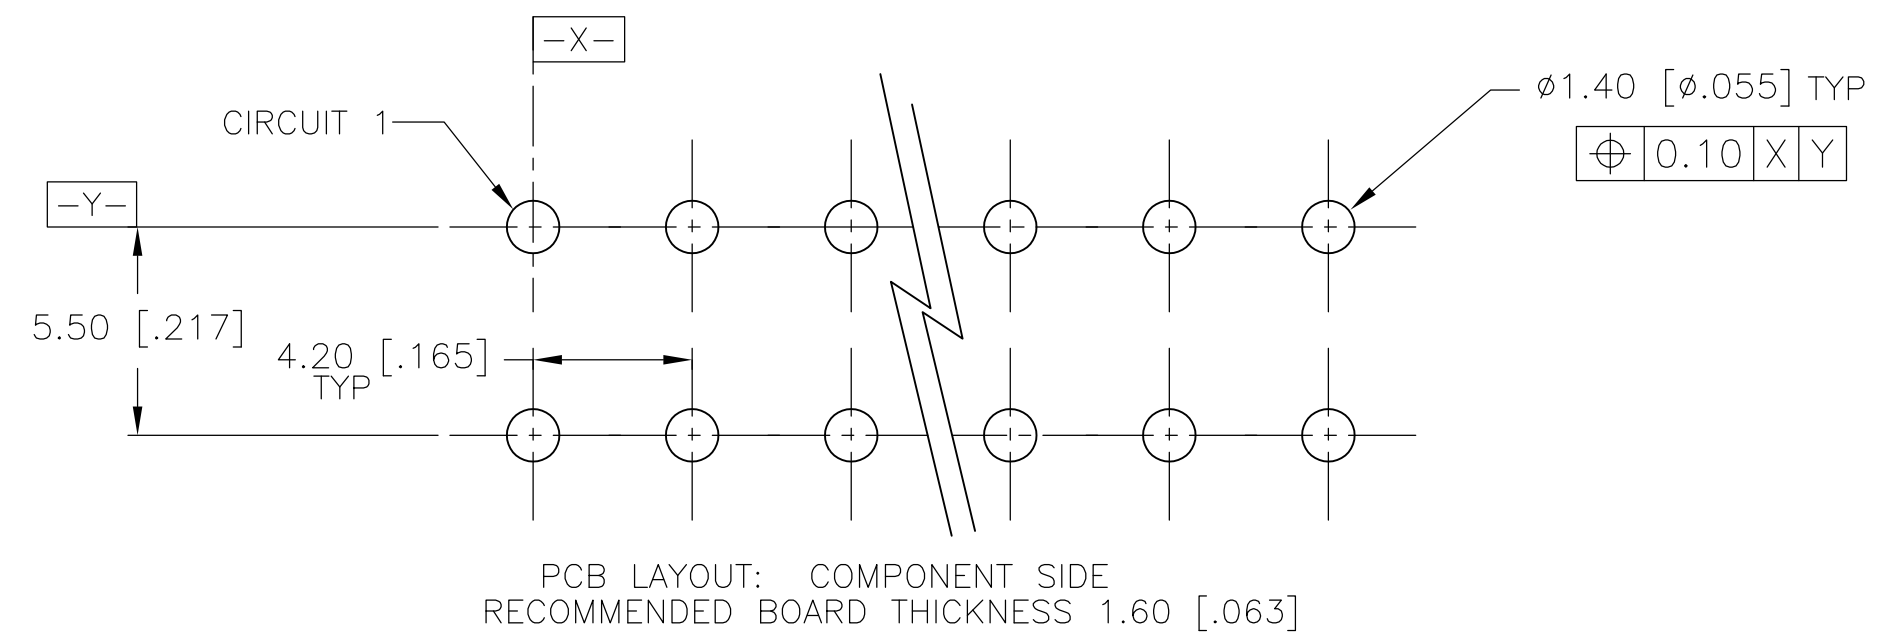 -X-
CIRCUIT 1
⌀1.40 [⌀.055] TYP
⌖ 0.10 X Y
-Y-
5.50 [.217]
4.20 [.165]
TYP
PCB LAYOUT: COMPONENT SIDE
RECOMMENDED BOARD THICKNESS 1.60 [.063]